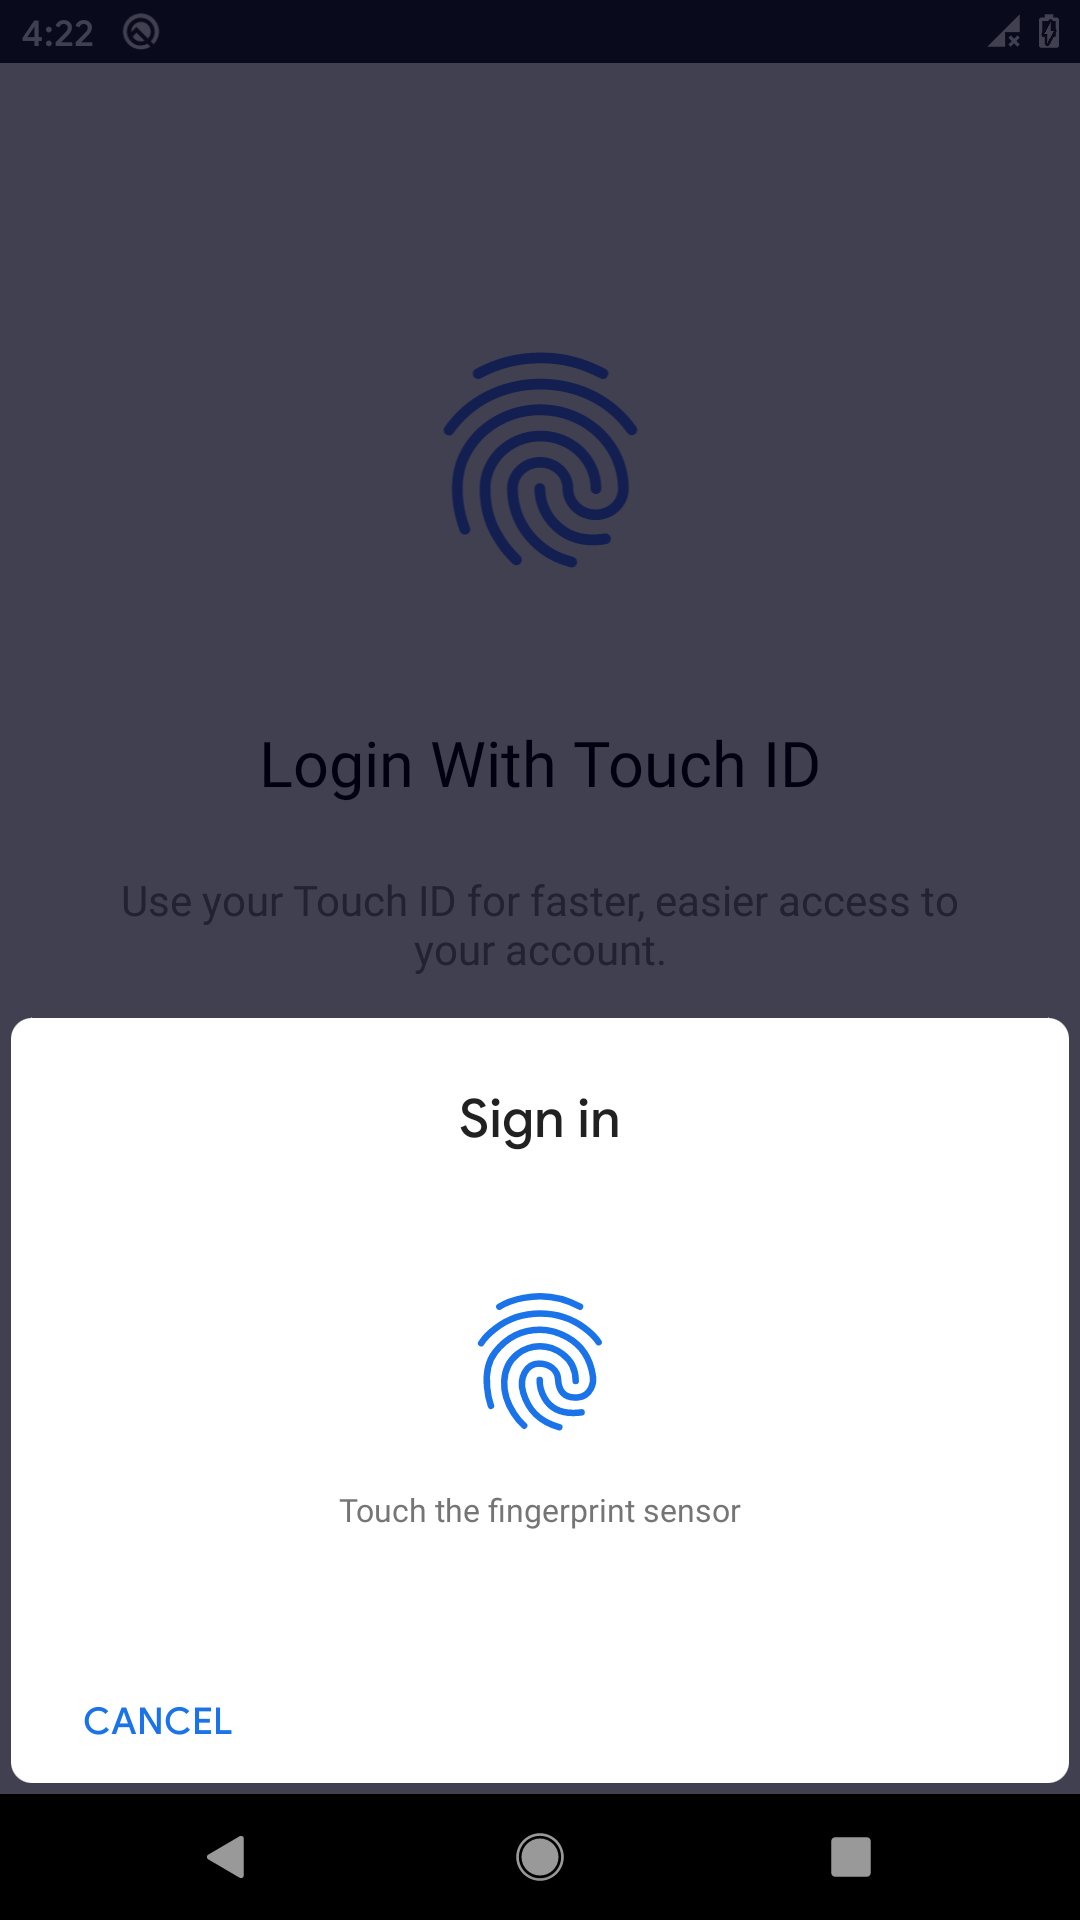 4:22
Login With Touch ID
Use your Touch ID for faster, easier access to
your account.
Sign in
Touch the fingerprint sensor
CANCEL